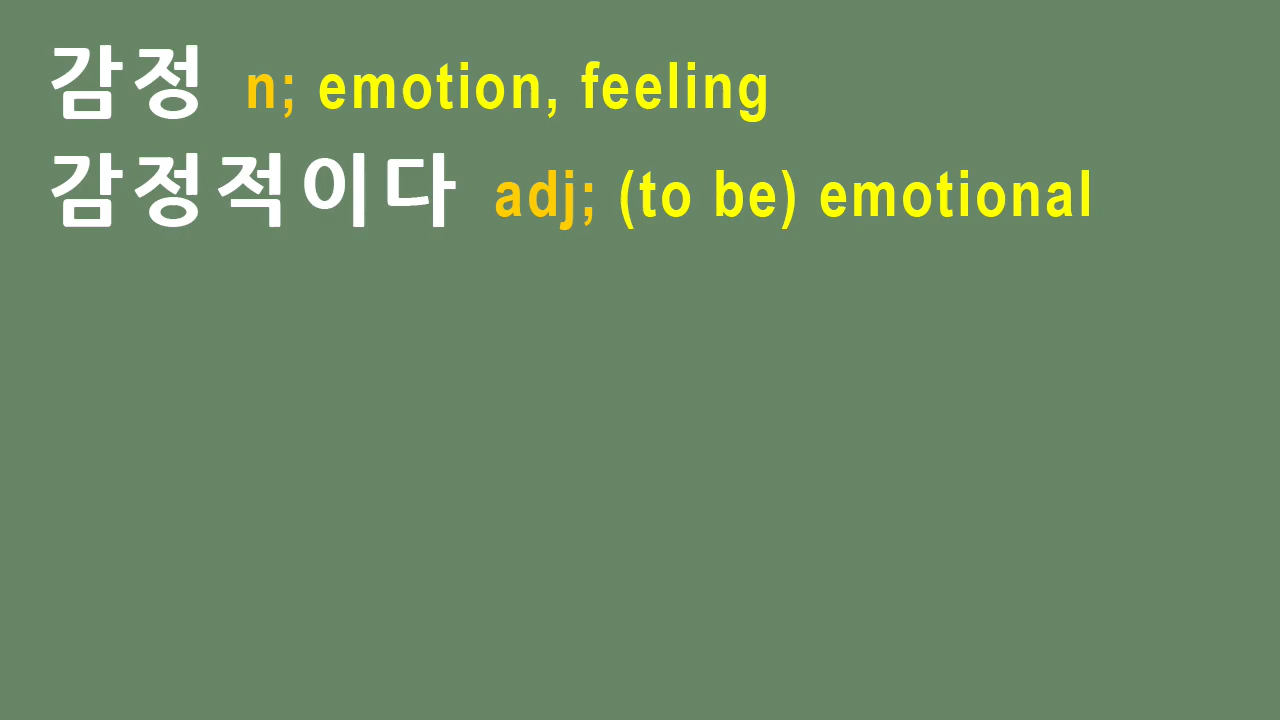 감정 n; emotion, feeling
감정적이다 adj; (to be) emotional